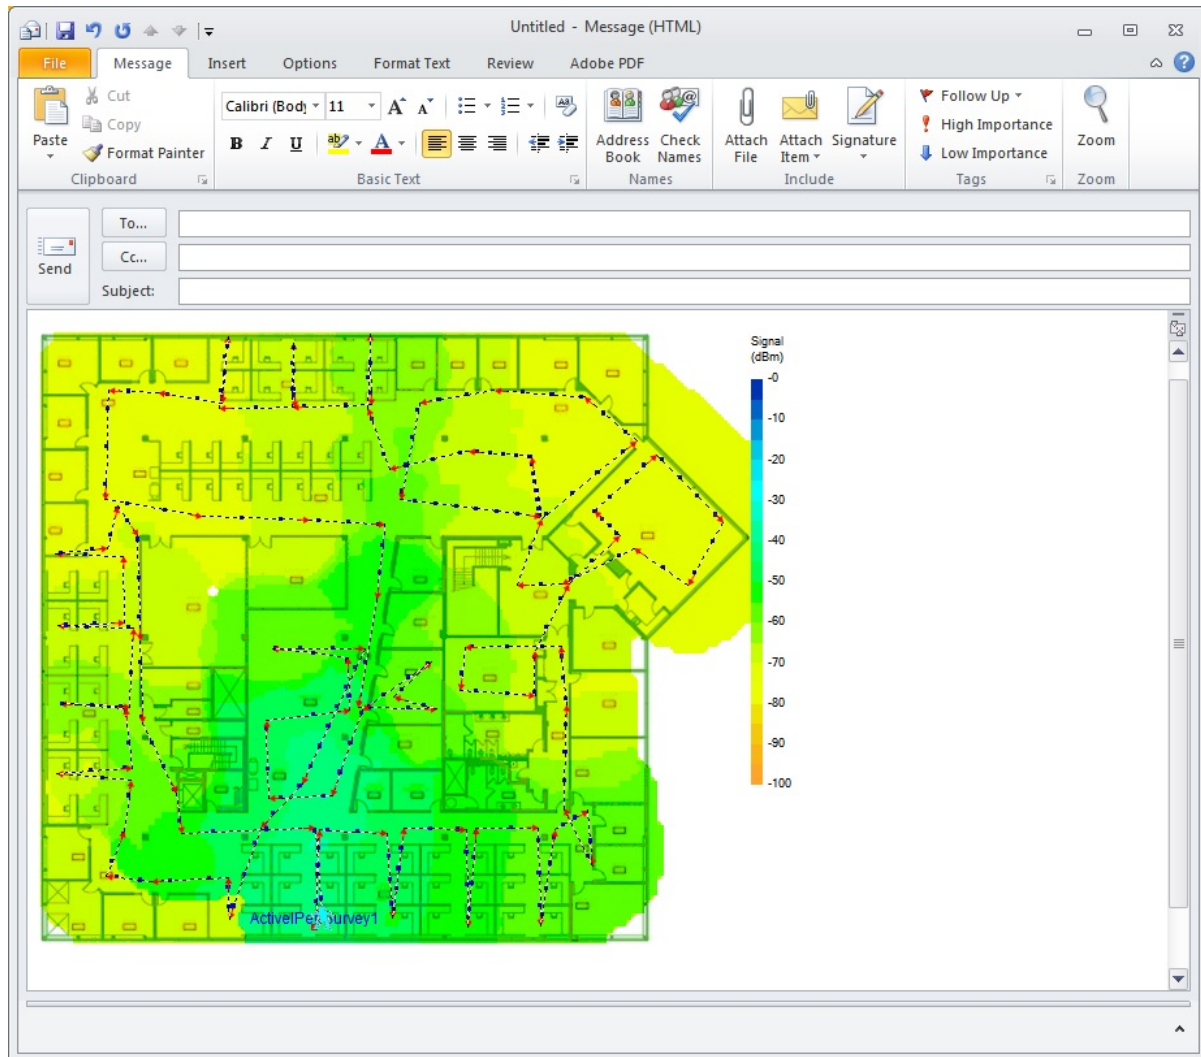 Untitled - Message (HTML)
File Message Insert Options Format Text Review Adobe PDF
Paste
Cut
Copy
Format Painter
Clipboard
Calibri (Body 11
B I U
Basic Text
Address Book
Check Names
Names
Attach File
Attach Item
Signature
Include
Follow Up
High Importance
Low Importance
Tags
Zoom
Zoom
Send
To...
Cc...
Subject:
Signal
(dBm)
-0
-10
-20
-30
-40
-50
-60
-70
-80
-90
-100